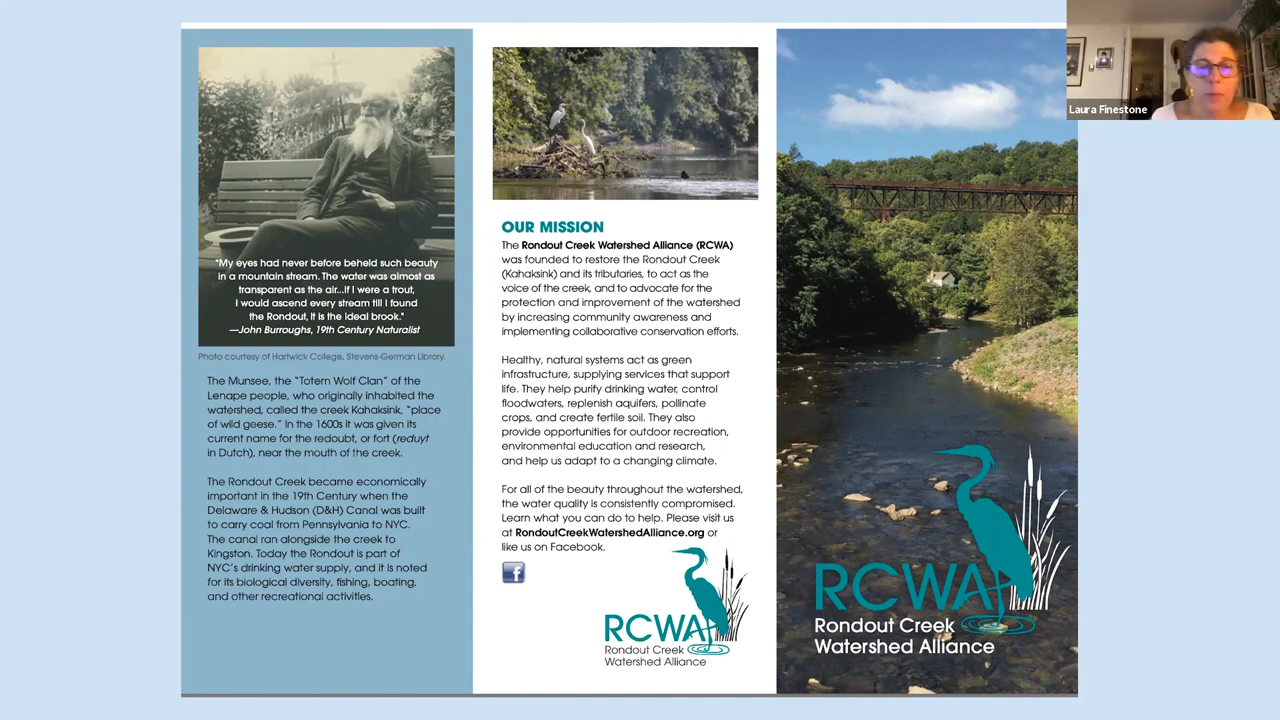 "My eyes had never before beheld such beauty
in a mountain stream. The water was almost as
transparent as the air...if I were a trout,
I would ascend every stream till I found
the Rondout, it is the ideal brook."
—John Burroughs, 19th Century Naturalist
Photo courtesy of Hartwick College, Stevens-German Library.
The Munsee, the "Totem Wolf Clan" of the
Lenape people, who originally inhabited the
watershed, called the creek Kahaksink, "place
of wild geese." In the 1600s it was given its
current name for the redoubt, or fort (reduyt
in Dutch), near the mouth of the creek.
The Rondout Creek became economically
important in the 19th Century when the
Delaware & Hudson (D&H) Canal was built
to carry coal from Pennsylvania to NYC.
The canal ran alongside the creek to
Kingston. Today the Rondout is part of
NYC's drinking water supply, and it is noted
for its biological diversity, fishing, boating,
and other recreational activities.
OUR MISSION
The Rondout Creek Watershed Alliance (RCWA)
was founded to restore the Rondout Creek
(Kahaksink) and its tributaries, to act as the
voice of the creek, and to advocate for the
protection and improvement of the watershed
by increasing community awareness and
implementing collaborative conservation efforts.
Healthy, natural systems act as green
infrastructure, supplying services that support
life. They help purify drinking water, control
floodwaters, replenish aquifers, pollinate
crops, and create fertile soil. They also
provide opportunities for outdoor recreation,
environmental education and research,
and help us adapt to a changing climate.
For all of the beauty throughout the watershed,
the water quality is consistently compromised.
Learn what you can do to help. Please visit us
at RondoutCreekWatershedAlliance.org or
like us on Facebook.
f
RCWA
Rondout Creek
Watershed Alliance
RCWA
Rondout Creek
Watershed Alliance
Laura Finestone